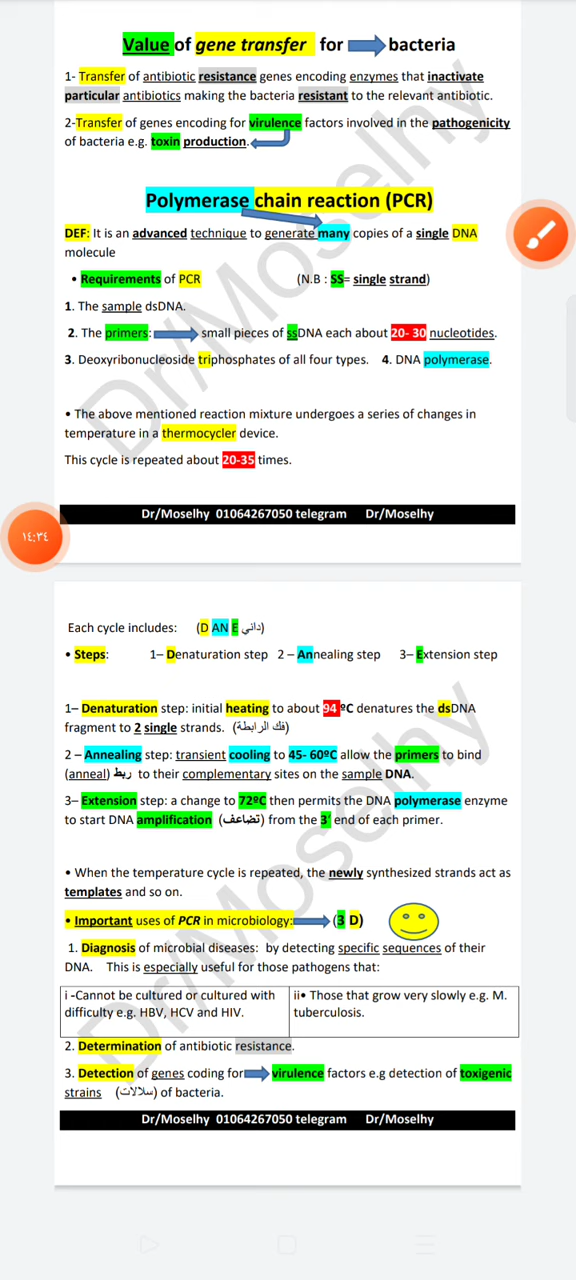 Value of gene transfer for bacteria
1- Transfer of antibiotic resistance genes encoding enzymes that inactivate
particular antibiotics making the bacteria resistant to the relevant antibiotic.
2-Transfer of genes encoding for virulence factors involved in the pathogenicity
of bacteria e.g. toxin production.
Polymerase chain reaction (PCR)
DEF: It is an advanced technique to generate many copies of a single DNA
molecule
• Requirements of PCR (N.B : SS= single strand)
1. The sample dsDNA.
2. The primers: small pieces of ssDNA each about 20- 30 nucleotides.
3. Deoxyribonucleoside triphosphates of all four types. 4. DNA polymerase.
• The above mentioned reaction mixture undergoes a series of changes in
temperature in a thermocycler device.
This cycle is repeated about 20-35 times.
Dr/Moselhy 01064267050 telegram Dr/Moselhy
١٤:٣٤
Dr/Moselhy
Each cycle includes: (D AN E داني)
• Steps: 1– Denaturation step 2 – Annealing step 3– Extension step
1– Denaturation step: initial heating to about 94 ºC denatures the dsDNA
fragment to 2 single strands. (فك الرابطة)
2 – Annealing step: transient cooling to 45- 60ºC allow the primers to bind
(anneal) ربط to their complementary sites on the sample DNA.
3– Extension step: a change to 72ºC then permits the DNA polymerase enzyme
to start DNA amplification (تضاعف) from the 3' end of each primer.
• When the temperature cycle is repeated, the newly synthesized strands act as
templates and so on.
• Important uses of PCR in microbiology: (3 D)
1. Diagnosis of microbial diseases: by detecting specific sequences of their
DNA. This is especially useful for those pathogens that:
i -Cannot be cultured or cultured with
difficulty e.g. HBV, HCV and HIV.
ii• Those that grow very slowly e.g. M.
tuberculosis.
2. Determination of antibiotic resistance.
3. Detection of genes coding for virulence factors e.g detection of toxigenic
strains (سلالات) of bacteria.
Dr/Moselhy 01064267050 telegram Dr/Moselhy
Dr/Moselhy